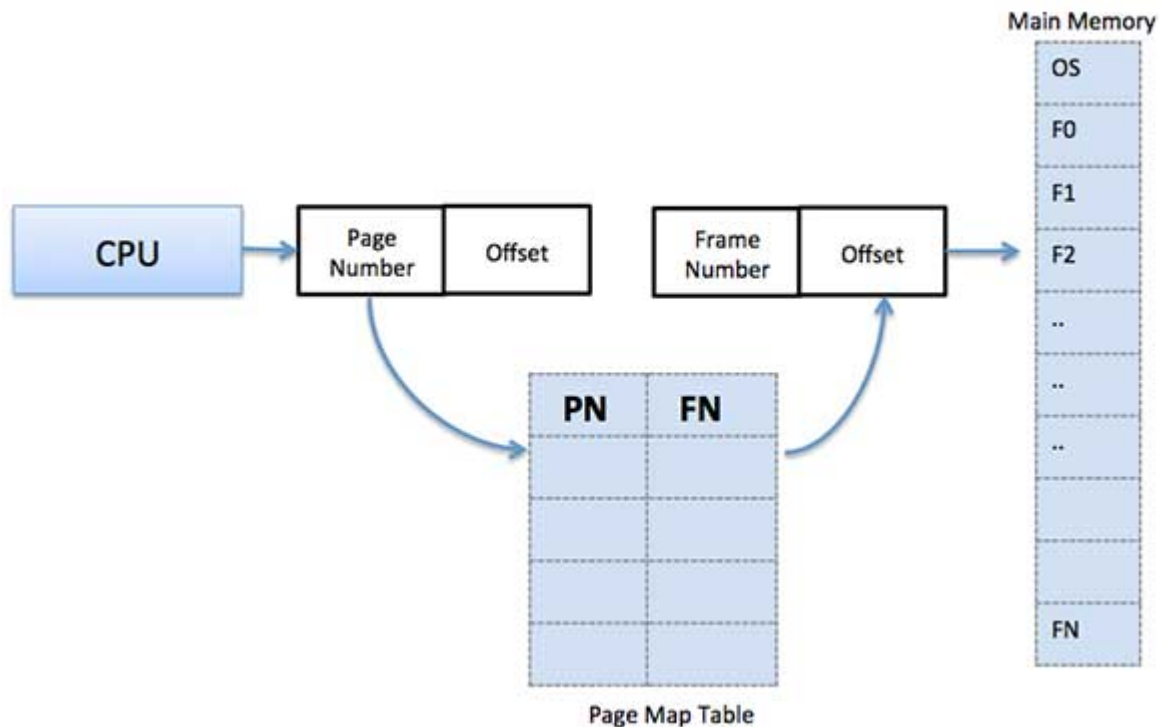 Main Memory
OS
F0
F1
F2
..
..
..
FN
CPU
Page
Number
Offset
Frame
Number
Offset
PN FN
Page Map Table